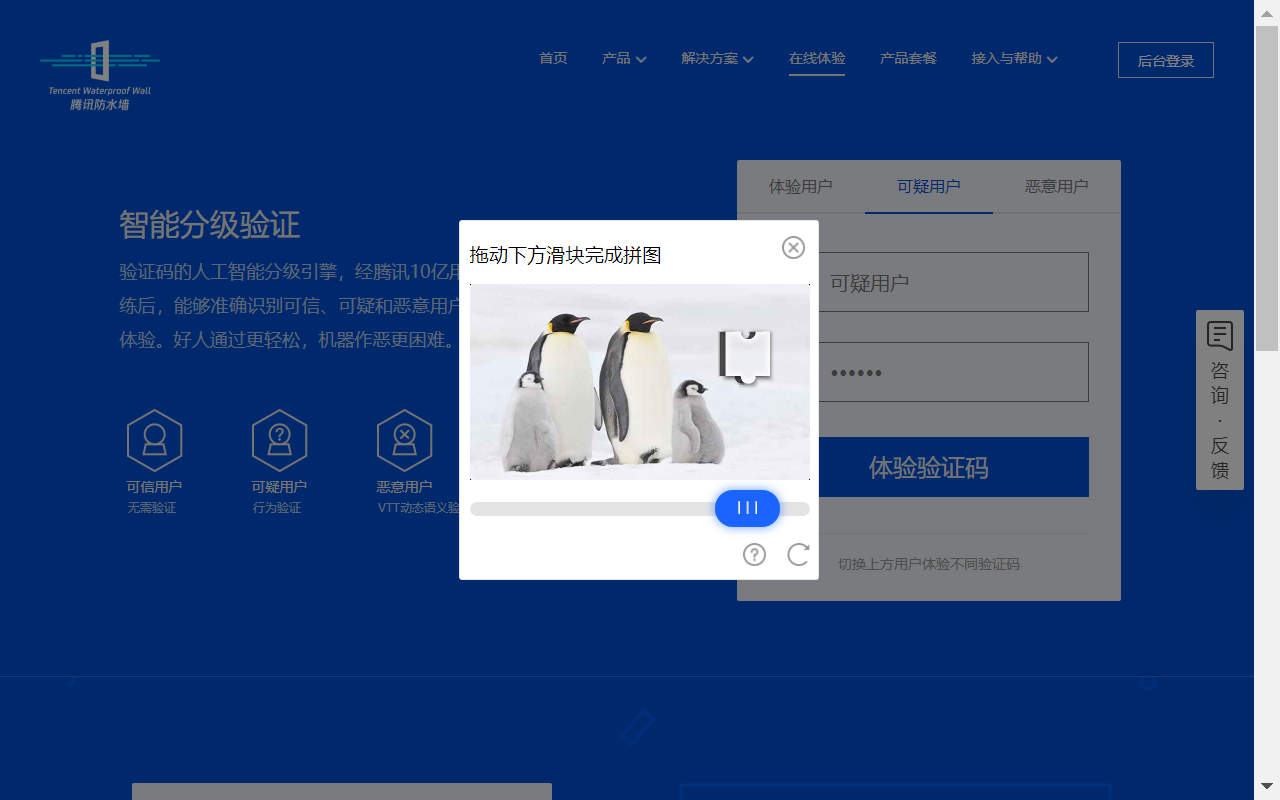 首页 产品 解决方案 在线体验 产品套餐 接入与帮助 后台登录
Tencent Waterproof Wall
腾讯防水墙
体验用户 可疑用户 恶意用户
智能分级验证
验证码的人工智能分级引擎，经腾讯10亿用
练后，能够准确识别可信、可疑和恶意用户
体验。好人通过更轻松，机器作恶更困难。
可信用户
无需验证
可疑用户
行为验证
恶意用户
VTT动态语义验
拖动下方滑块完成拼图
可疑用户
••••••
体验验证码
切换上方用户体验不同验证码
咨
询
·
反
馈